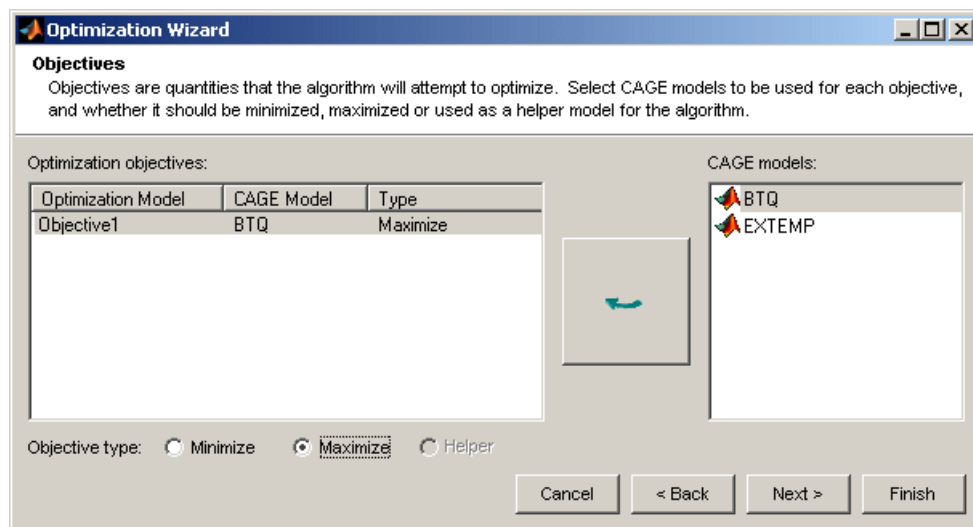 Optimization Wizard
Objectives
Objectives are quantities that the algorithm will attempt to optimize. Select CAGE models to be used for each objective,
and whether it should be minimized, maximized or used as a helper model for the algorithm.
Optimization objectives:
CAGE models:
Optimization Model CAGE Model Type
Objective1 BTQ Maximize
BTQ
EXTEMP
Objective type: Minimize Maximize Helper
Cancel < Back Next > Finish